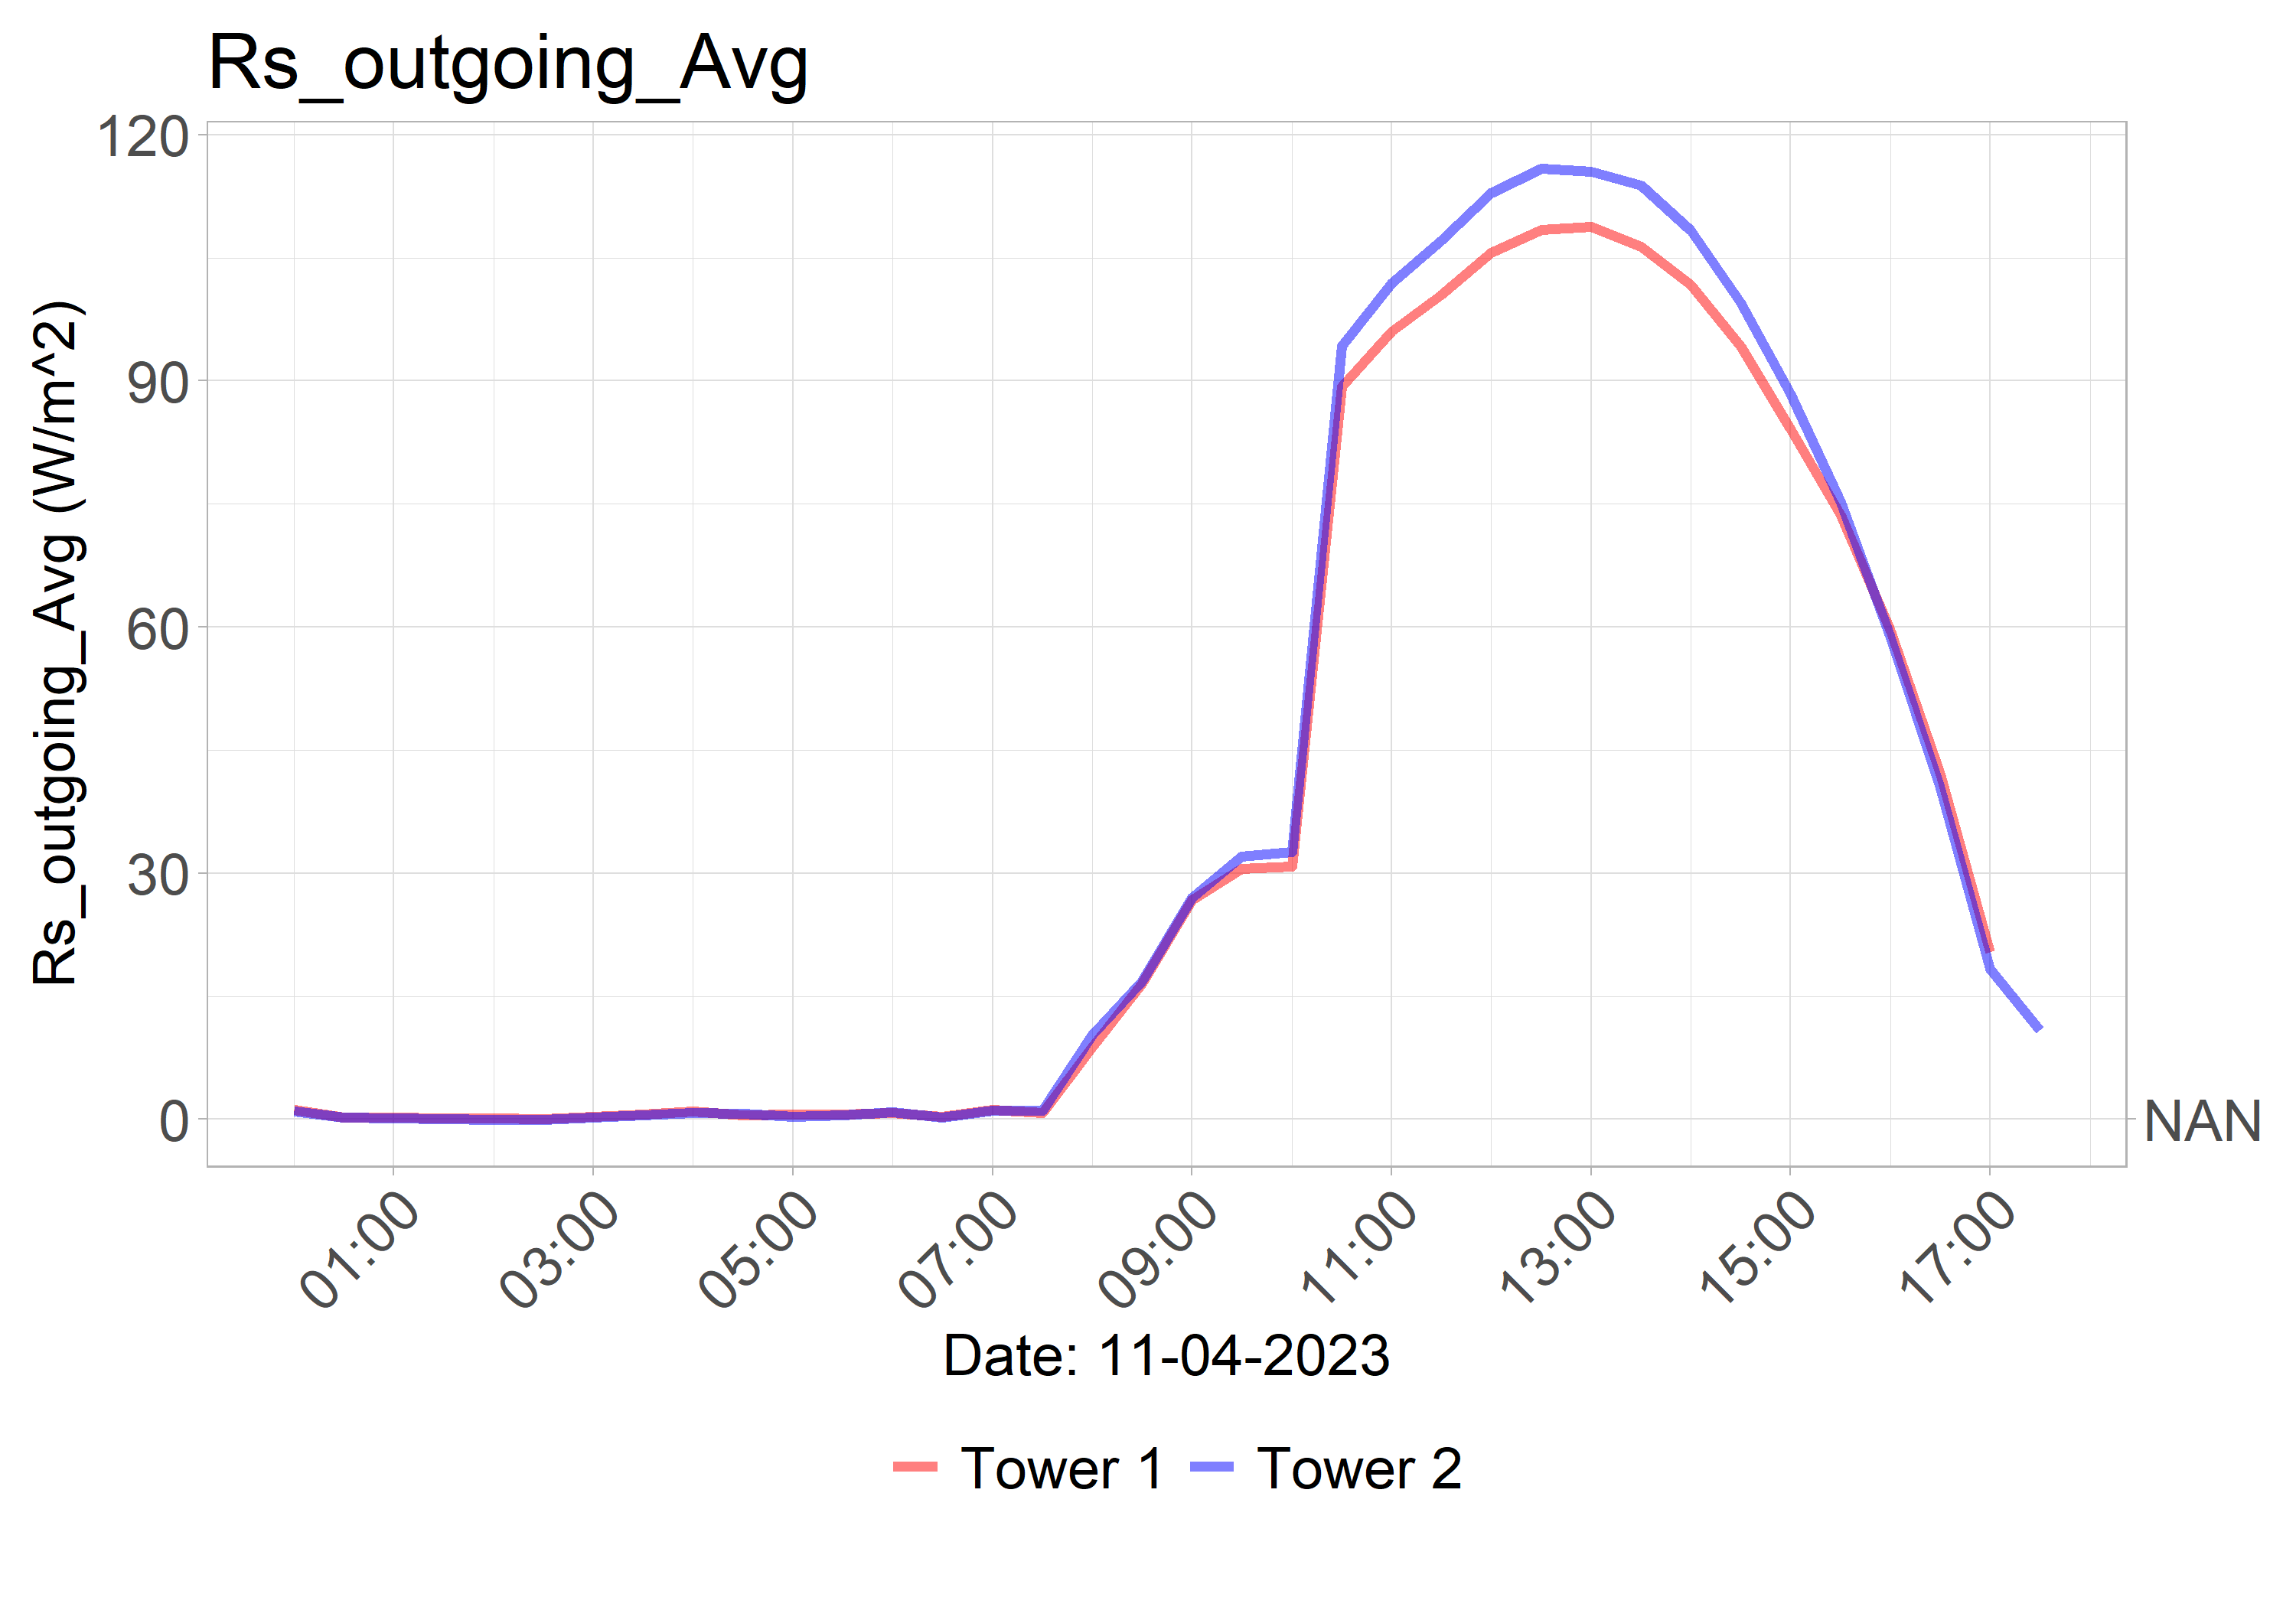 Rs_outgoing_Avg
Rs_outgoing_Avg (W/m^2)
120
90
60
30
0
NAN
01:00
03:00
05:00
07:00
09:00
11:00
13:00
15:00
17:00
Date: 11-04-2023
Tower 1
Tower 2